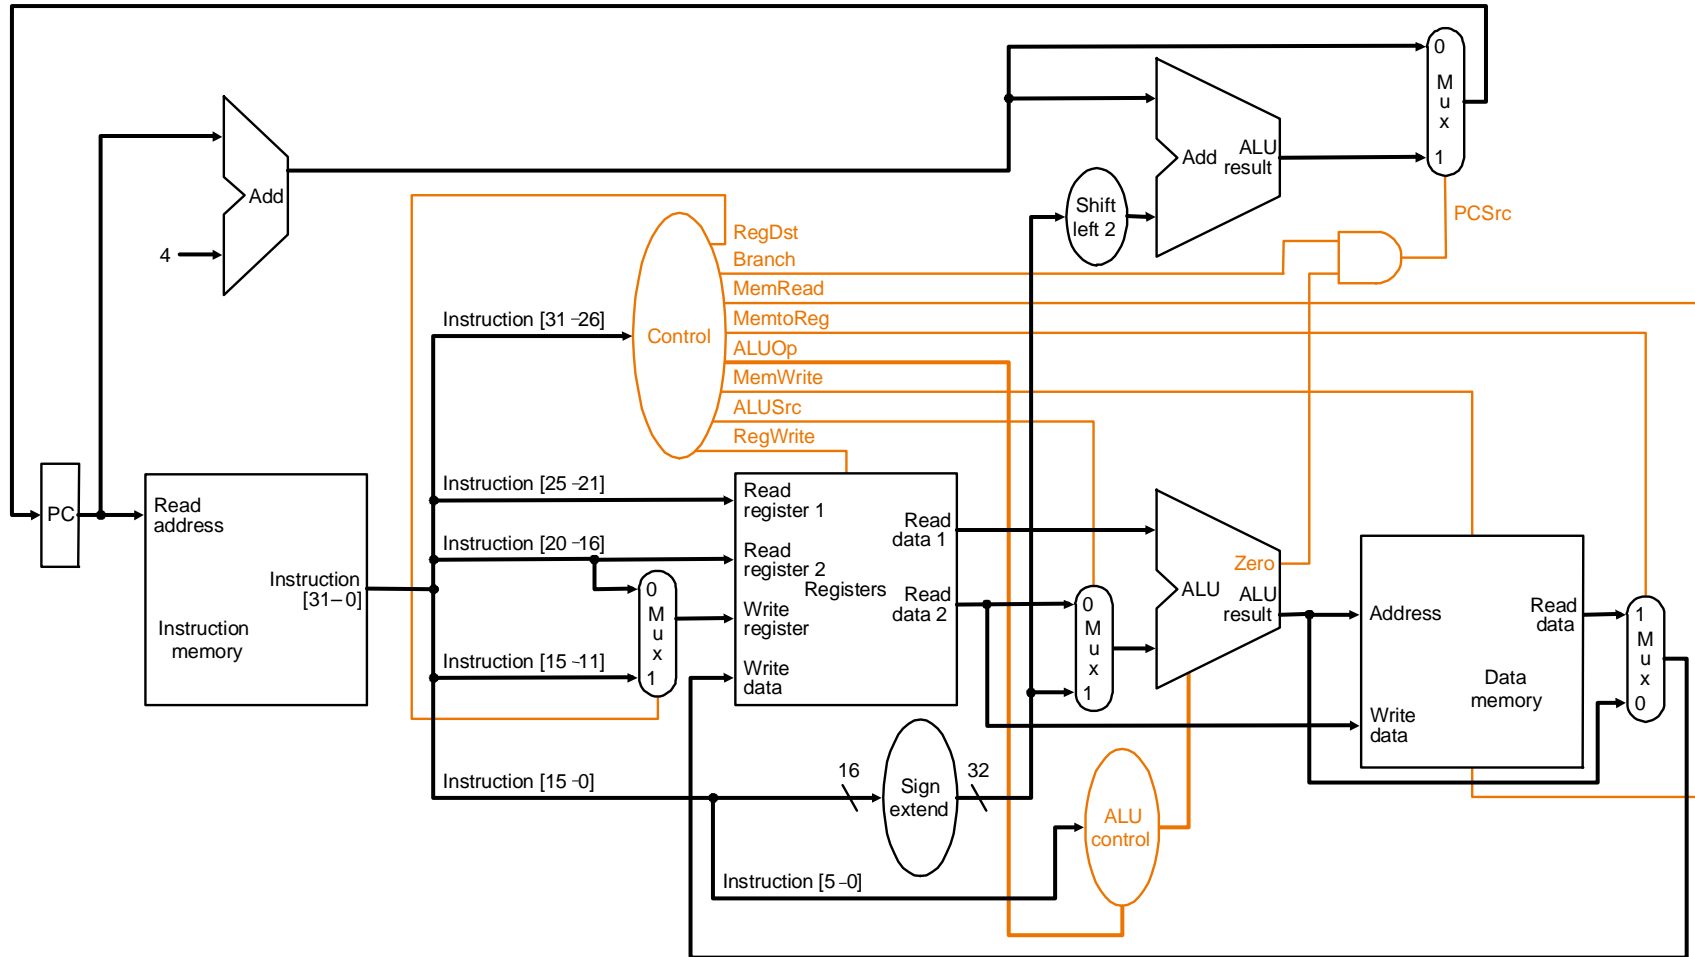 0
M
u
x
1
Add
ALU
result
Shift
left 2
PCSrc
Add
4
RegDst
Branch
MemRead
MemtoReg
ALUOp
MemWrite
ALUSrc
RegWrite
Control
Instruction [31–26]
Instruction [25–21]
Instruction [20–16]
Instruction [15–11]
Instruction [15–0]
Instruction [5–0]
PC
Read
address
Instruction
[31–0]
Instruction
memory
0
M
u
x
1
Read
register 1
Read
register 2
Write
register
Write
data
Registers
Read
data 1
Read
data 2
0
M
u
x
1
Zero
ALU
ALU
result
Address
Write
data
Read
data
Data
memory
1
M
u
x
0
16
Sign
extend
32
ALU
control